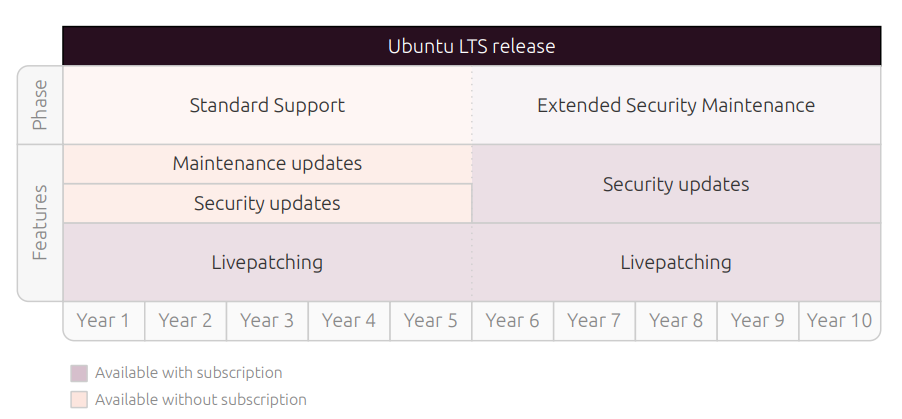 Ubuntu LTS release
Phase
Standard Support
Extended Security Maintenance
Features
Maintenance updates
Security updates
Security updates
Livepatching
Livepatching
Year 1 Year 2 Year 3 Year 4 Year 5 Year 6 Year 7 Year 8 Year 9 Year 10
Available with subscription
Available without subscription